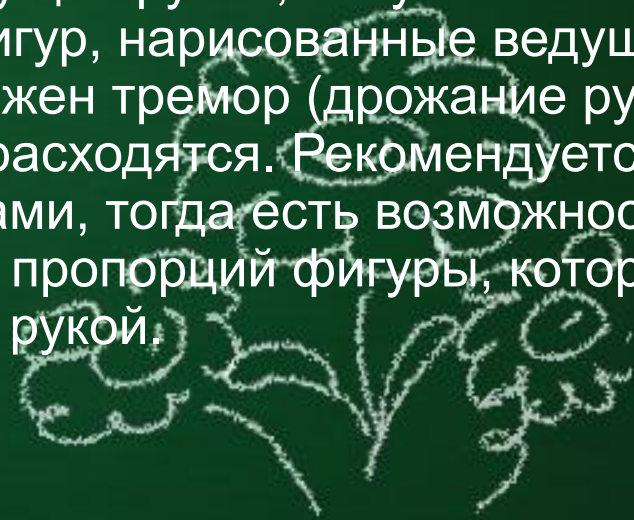 игур, нарисованные ведущ
жен тремор (дрожание ру
расходятся. Рекомендуетс
ами, тогда есть возможнос
пропорций фигуры, котор
рукой.